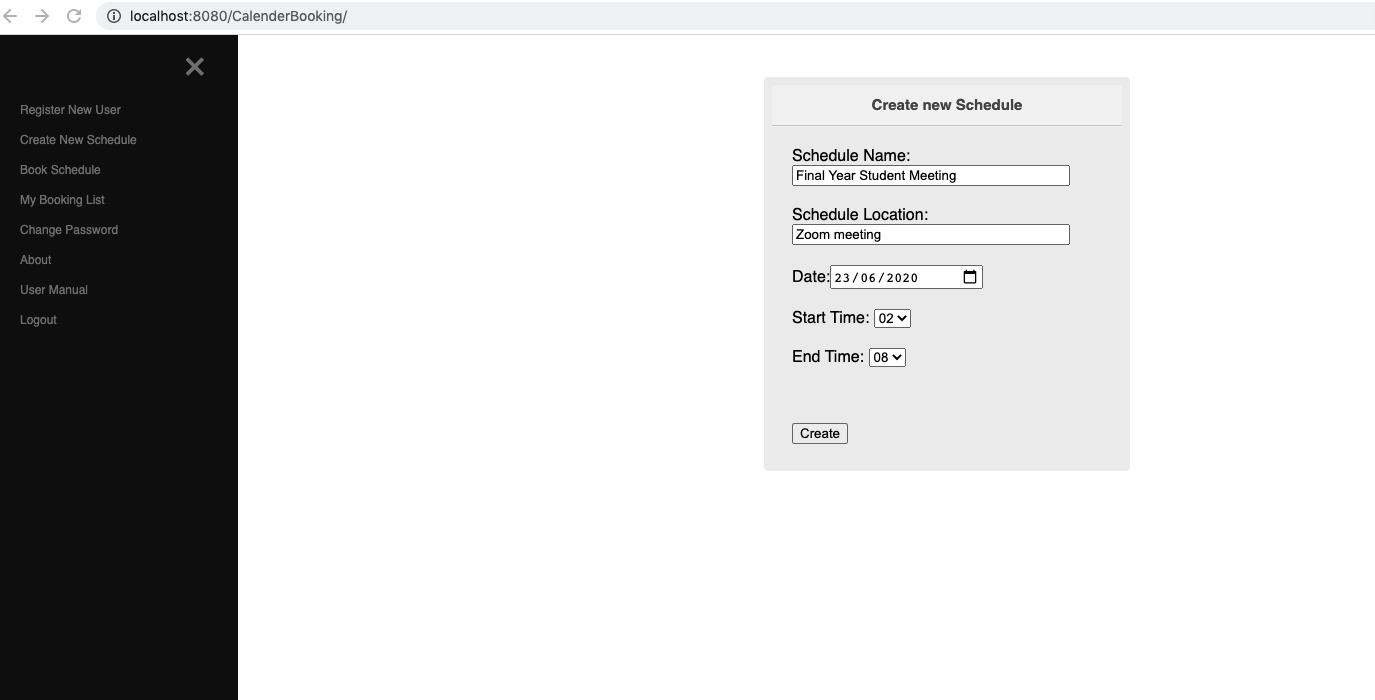 localhost:8080/CalenderBooking/
Register New User
Create New Schedule
Book Schedule
My Booking List
Change Password
About
User Manual
Logout
Create new Schedule
Schedule Name:
Final Year Student Meeting
Schedule Location:
Zoom meeting
Date: 23/06/2020
Start Time: 02
End Time: 08
Create